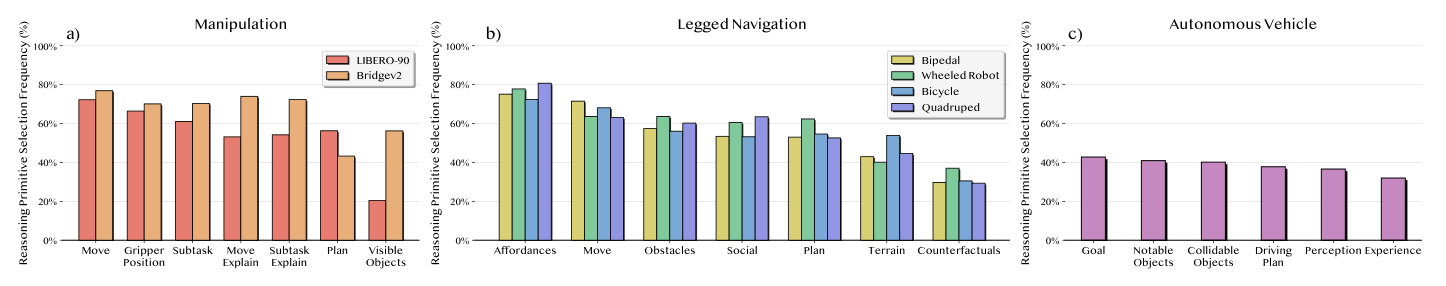 Manipulation
a)
Reasoning Primitive Selection Frequency (%)
100%
80%
60%
40%
20%
0%
LIBERO-90
Bridgev2
Move
Gripper
Position
Subtask
Move
Explain
Subtask
Explain
Plan
Visible
Objects
Legged Navigation
b)
Reasoning Primitive Selection Frequency (%)
100%
80%
60%
40%
20%
0%
Bipedal
Wheeled Robot
Bicycle
Quadruped
Affordances
Move
Obstacles
Social
Plan
Terrain
Counterfactuals
Autonomous Vehicle
c)
Reasoning Primitive Selection Frequency (%)
100%
80%
60%
40%
20%
0%
Goal
Notable
Objects
Collidable
Objects
Driving
Plan
Perception
Experience